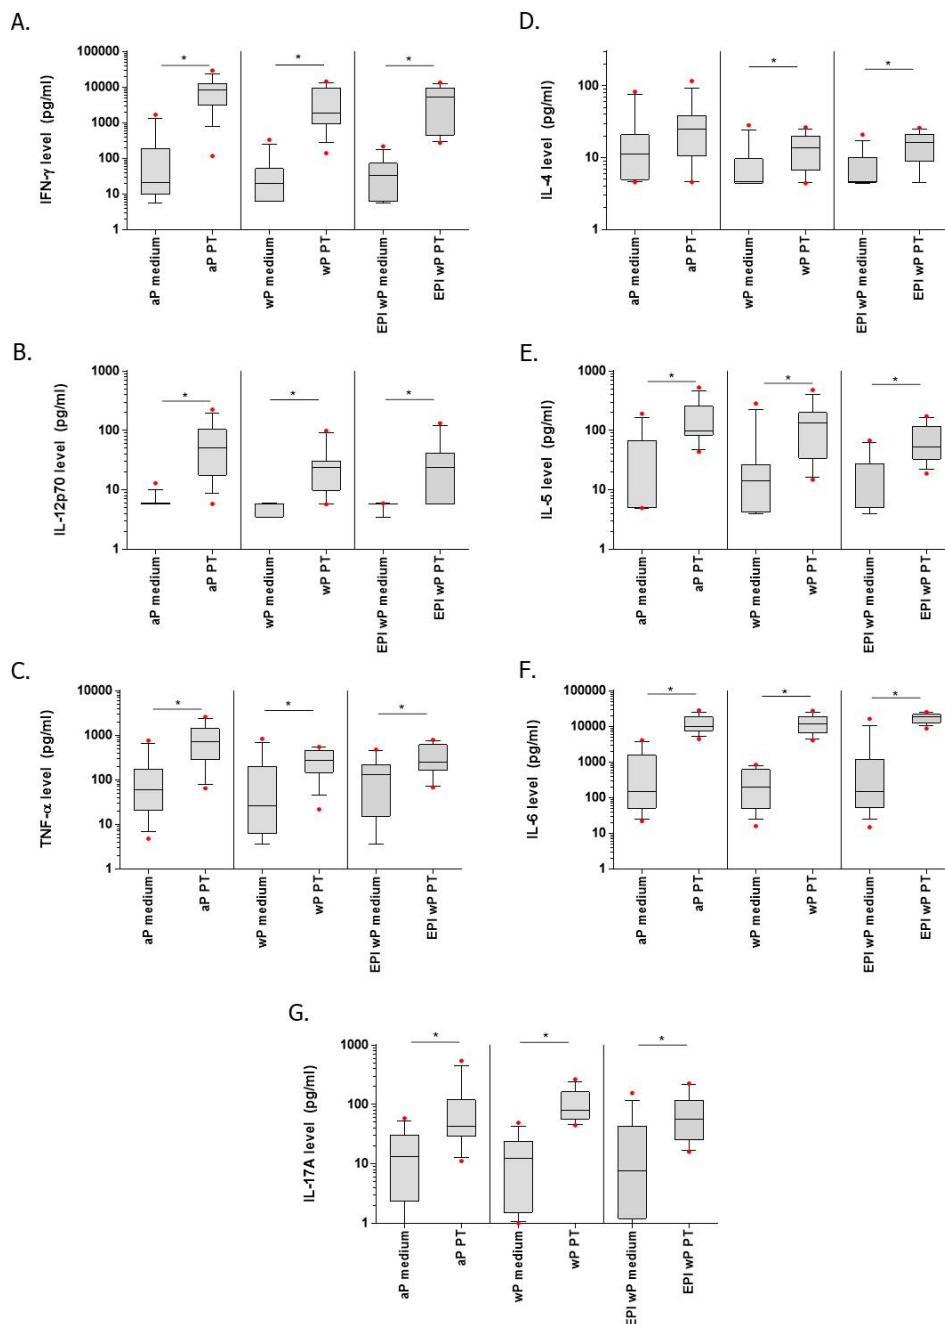 A.
IFN-γ level (pg/ml)
100000
10000
1000
100
10
1
*
*
*
aP medium
aP PT
wP medium
wP PT
EPI wP medium
EPI wP PT
D.
IL-4 level (pg/ml)
100
10
1
*
*
aP medium
aP PT
wP medium
wP PT
EPI wP medium
EPI wP PT
B.
IL-12p70 level (pg/ml)
1000
100
10
1
*
*
*
aP medium
aP PT
wP medium
wP PT
EPI wP medium
EPI wP PT
E.
IL-5 level (pg/ml)
1000
100
10
1
*
*
*
aP medium
aP PT
wP medium
wP PT
EPI wP medium
EPI wP PT
C.
TNF-α level (pg/ml)
10000
1000
100
10
1
*
*
*
aP medium
aP PT
wP medium
wP PT
EPI wP medium
EPI wP PT
F.
IL-6 level (pg/ml)
100000
10000
1000
100
10
1
*
*
*
aP medium
aP PT
wP medium
wP PT
EPI wP medium
EPI wP PT
G.
IL-17A level (pg/ml)
1000
100
10
1
*
*
*
aP medium
aP PT
wP medium
wP PT
EPI wP medium
EPI wP PT